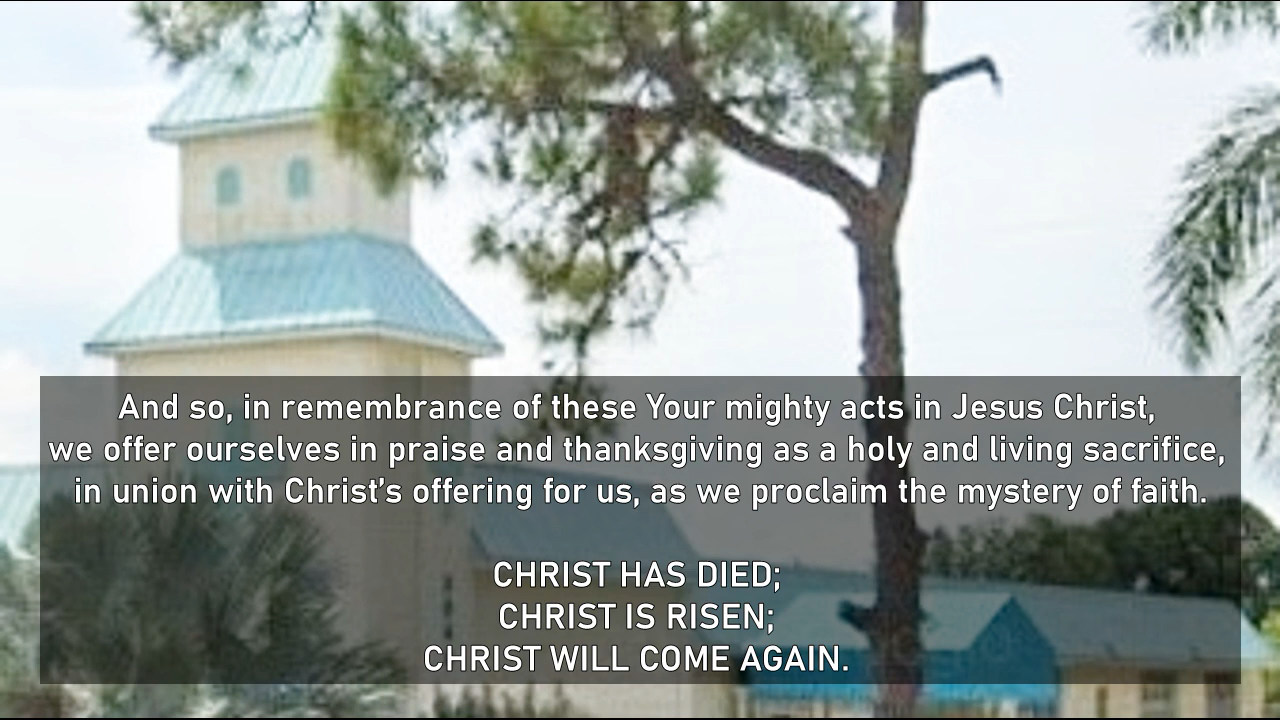 And so, in remembrance of these Your mighty acts in Jesus Christ,
we offer ourselves in praise and thanksgiving as a holy and living sacrifice,
in union with Christ’s offering for us, as we proclaim the mystery of faith.
CHRIST HAS DIED;
CHRIST IS RISEN;
CHRIST WILL COME AGAIN.